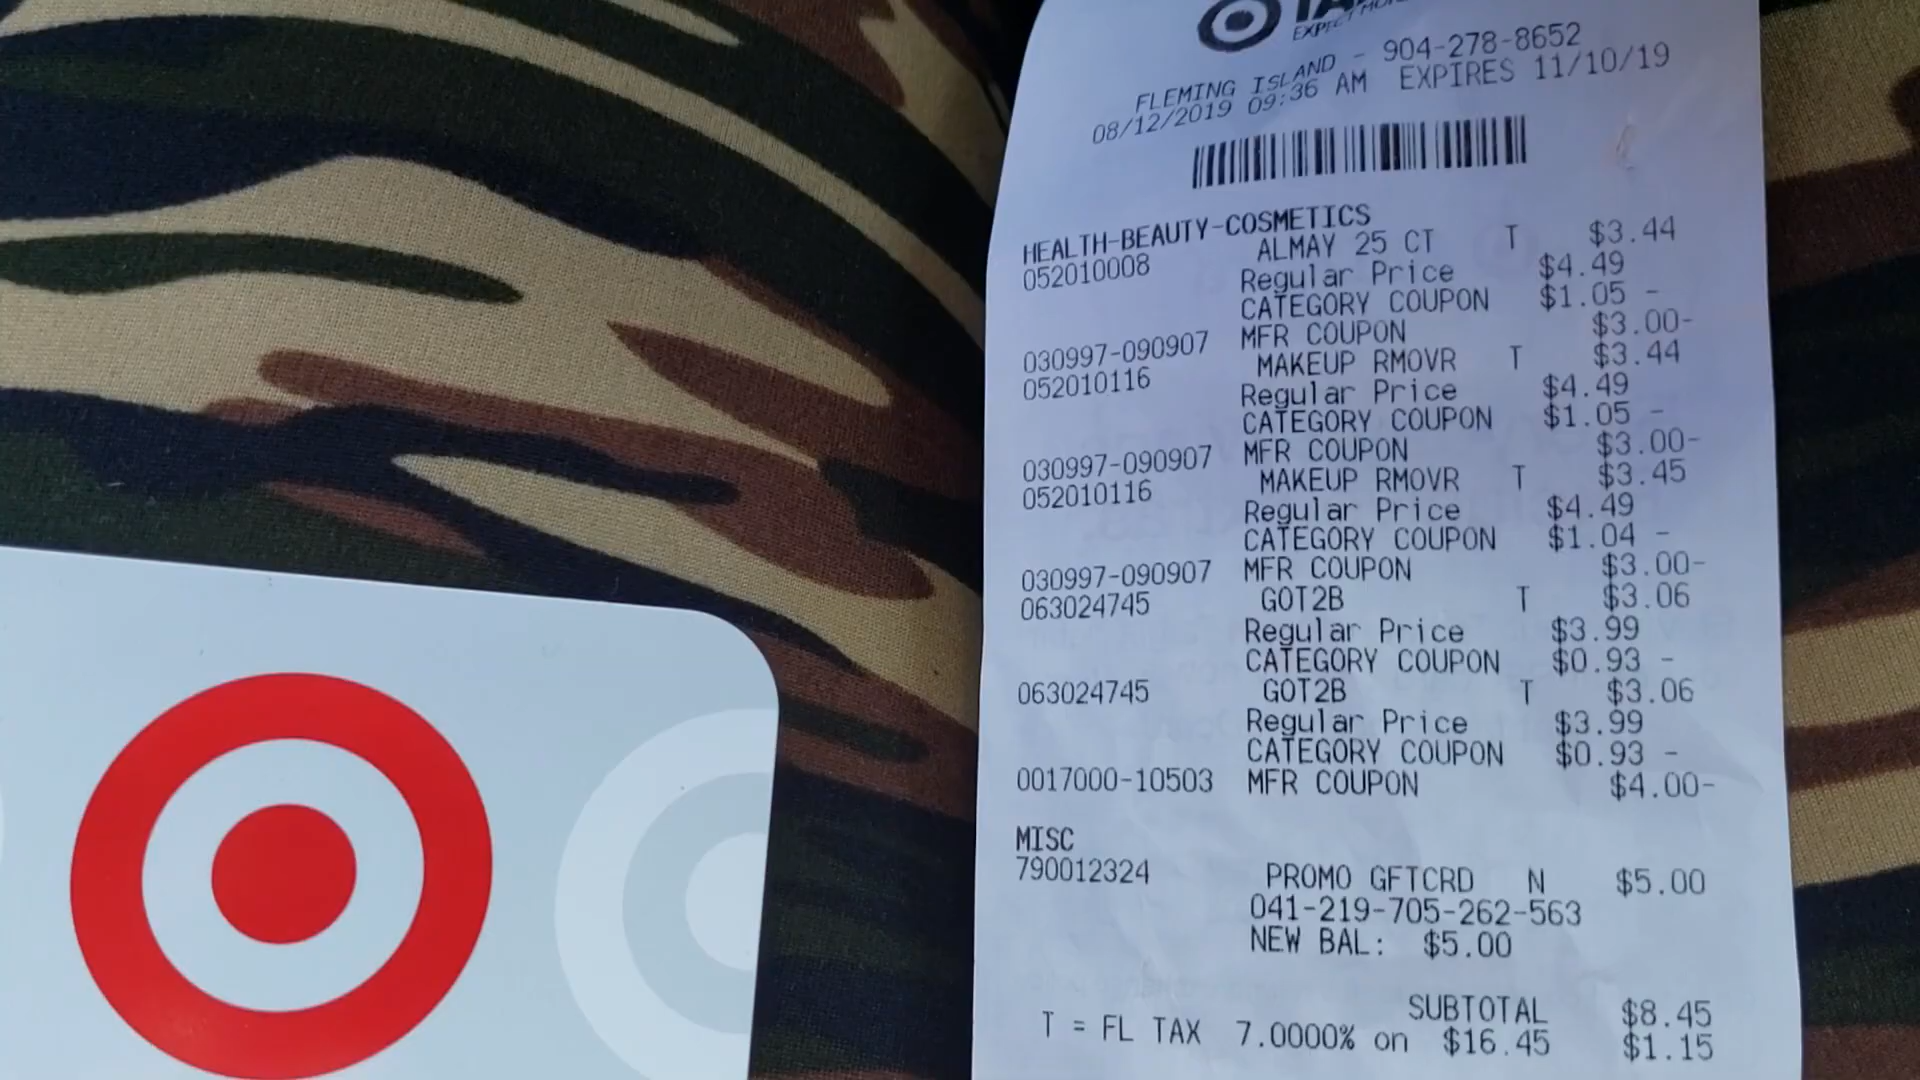 FLEMING ISLAND - 904-278-8652
08/12/2019 09:36 AM EXPIRES 11/10/19
HEALTH-BEAUTY-COSMETICS
052010008 ALMAY 25 CT T $3.44
Regular Price $4.49
CATEGORY COUPON $1.05 -
030997-090907 MFR COUPON $3.00-
052010116 MAKEUP RMOVR T $3.44
Regular Price $4.49
CATEGORY COUPON $1.05 -
030997-090907 MFR COUPON $3.00-
052010116 MAKEUP RMOVR T $3.45
Regular Price $4.49
CATEGORY COUPON $1.04 -
030997-090907 MFR COUPON $3.00-
063024745 GOT2B T $3.06
Regular Price $3.99
CATEGORY COUPON $0.93 -
063024745 GOT2B T $3.06
Regular Price $3.99
CATEGORY COUPON $0.93 -
0017000-10503 MFR COUPON $4.00-
MISC
790012324 PROMO GFTCRD N $5.00
041-219-705-262-563
NEW BAL: $5.00
SUBTOTAL $8.45
T = FL TAX 7.0000% on $16.45 $1.15